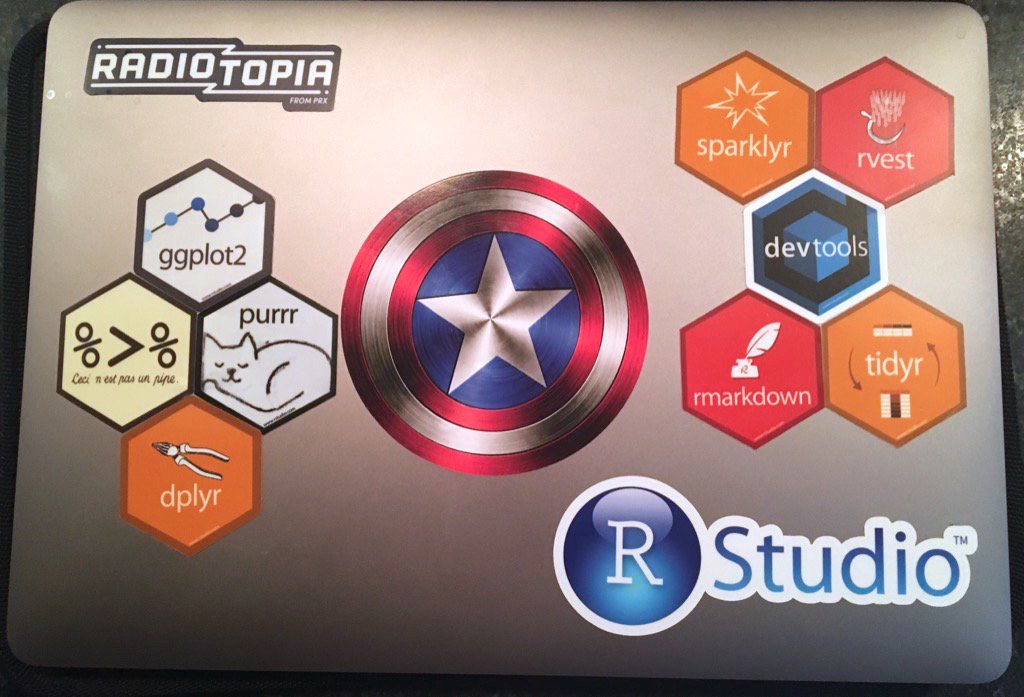 RADIOTOPIA
FROM PRX
sparklyr
rvest
ggplot2
devtools
%>%
Ceci n'est pas un pipe.
purrr
rmarkdown
tidyr
dplyr
R Studio™